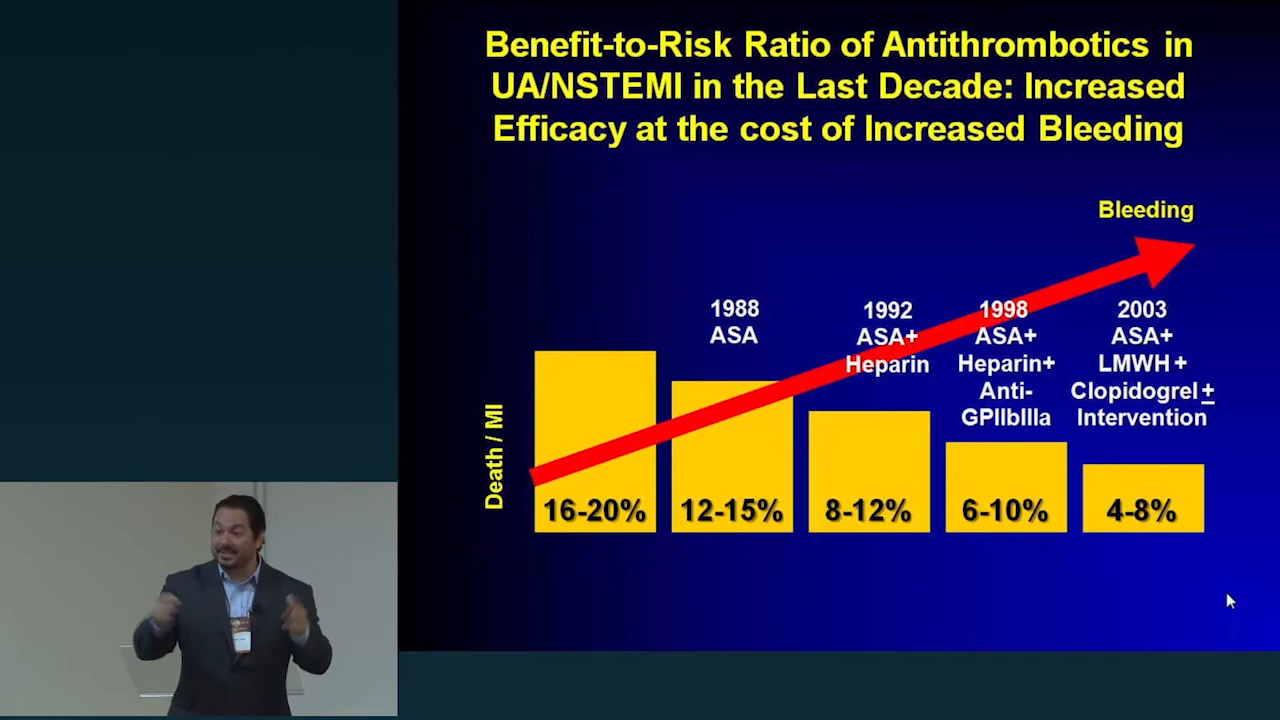 Benefit-to-Risk Ratio of Antithrombotics in
UA/NSTEMI in the Last Decade: Increased
Efficacy at the cost of Increased Bleeding
Bleeding
1988
ASA
1992
ASA+
Heparin
1998
ASA+
Heparin+
Anti-
GPIIbIIIa
2003
ASA+
LMWH +
Clopidogrel ±
Intervention
Death / MI
16-20%
12-15%
8-12%
6-10%
4-8%